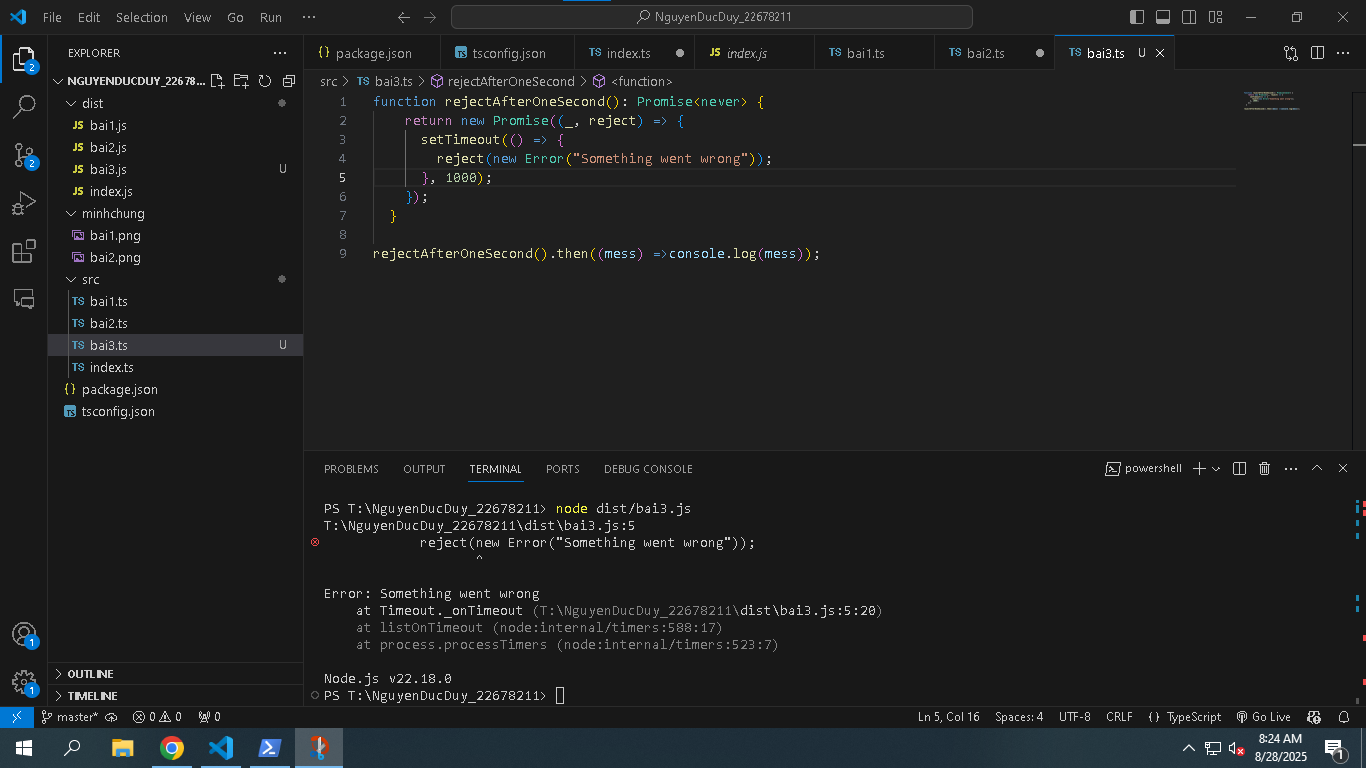 File Edit Selection View Go Run ··· NguyenDucDuy_22678211
EXPLORER ···
NGUYENDUCDUY_22678...
dist
JS bai1.js
JS bai2.js
JS bai3.js U
JS index.js
minhchung
bai1.png
bai2.png
src
TS bai1.ts
TS bai2.ts
TS bai3.ts U
TS index.ts
{} package.json
TS tsconfig.json
OUTLINE
TIMELINE
2
2
1
1
{} package.json TS tsconfig.json TS index.ts JS index.js TS bai1.ts TS bai2.ts TS bai3.ts U
src > TS bai3.ts > rejectAfterOneSecond > <function>
1 function rejectAfterOneSecond(): Promise<never> {
2 return new Promise((_, reject) => {
3 setTimeout(() => {
4 reject(new Error("Something went wrong"));
5 }, 1000);
6 });
7 }
8
9 rejectAfterOneSecond().then((mess) =>console.log(mess));
PROBLEMS OUTPUT TERMINAL PORTS DEBUG CONSOLE powershell
PS T:\NguyenDucDuy_22678211> node dist/bai3.js
T:\NguyenDucDuy_22678211\dist\bai3.js:5
reject(new Error("Something went wrong"));
^
Error: Something went wrong
at Timeout._onTimeout (T:\NguyenDucDuy_22678211\dist\bai3.js:5:20)
at listOnTimeout (node:internal/timers:588:17)
at process.processTimers (node:internal/timers:523:7)
Node.js v22.18.0
PS T:\NguyenDucDuy_22678211>
master* 0 0 0 Ln 5, Col 16 Spaces: 4 UTF-8 CRLF {} TypeScript Go Live
8:24 AM
8/28/2025
1